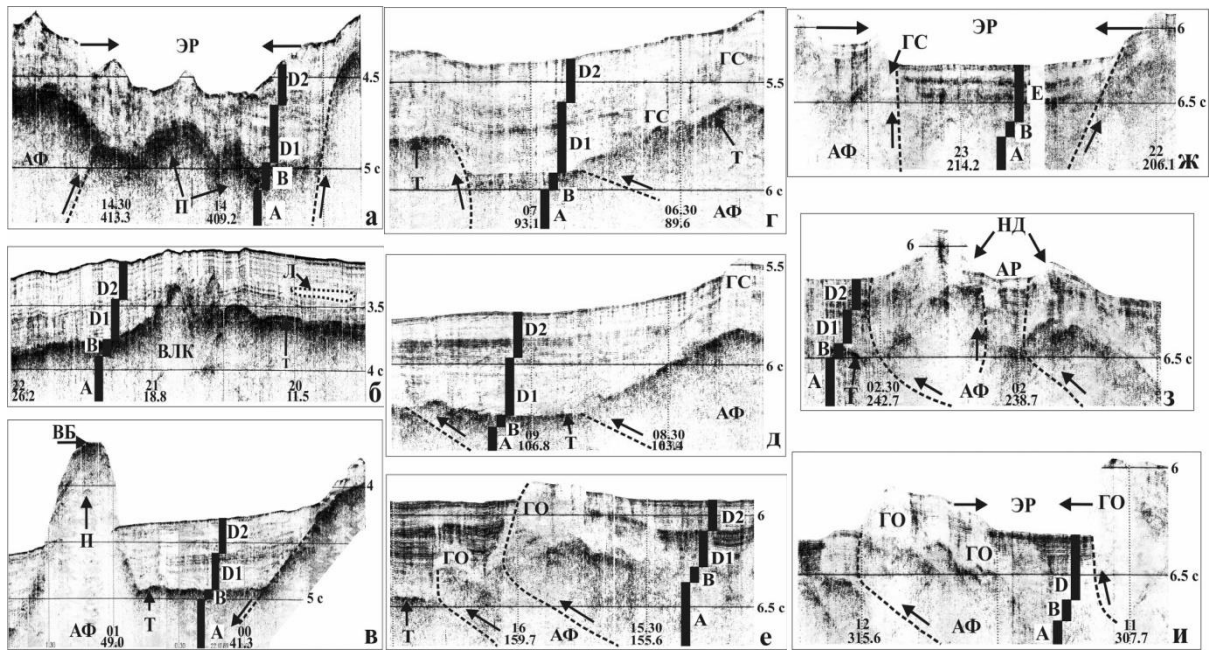 ЭР
4.5
D2
D1
АФ
5 с
B
14.30
413.3
14
409.2
П
A
а
Л
D2
3.5
D1
B
ВЛК
Т
4 с
A
22
26.2
21
18.8
20
11.5
б
ВБ
4
П
D2
D1
B
Т
5 с
АФ
01
49.0
A
00
41.3
в
D2
ГС
5.5
ГС
D1
Т
Т
B
6 с
07
93.1
06.30
89.6
A
АФ
г
5.5
ГС
D2
6 с
D1
АФ
B
A
09
106.8
Т
08.30
103.4
д
ГО
D2
6
ГО
D1
B
6.5 с
Т
A
16
159.7
АФ
15.30
155.6
е
ЭР
6
ГС
Е
6.5 с
B
АФ
A
23
214.2
22
206.1
ж
НД
6
АР
D2
D1
B
6.5 с
A
Т
02.30
242.7
АФ
02
238.7
з
6
ЭР
ГО
ГО
ГО
D
6.5 с
B
A
12
315.6
АФ
11
307.7
и